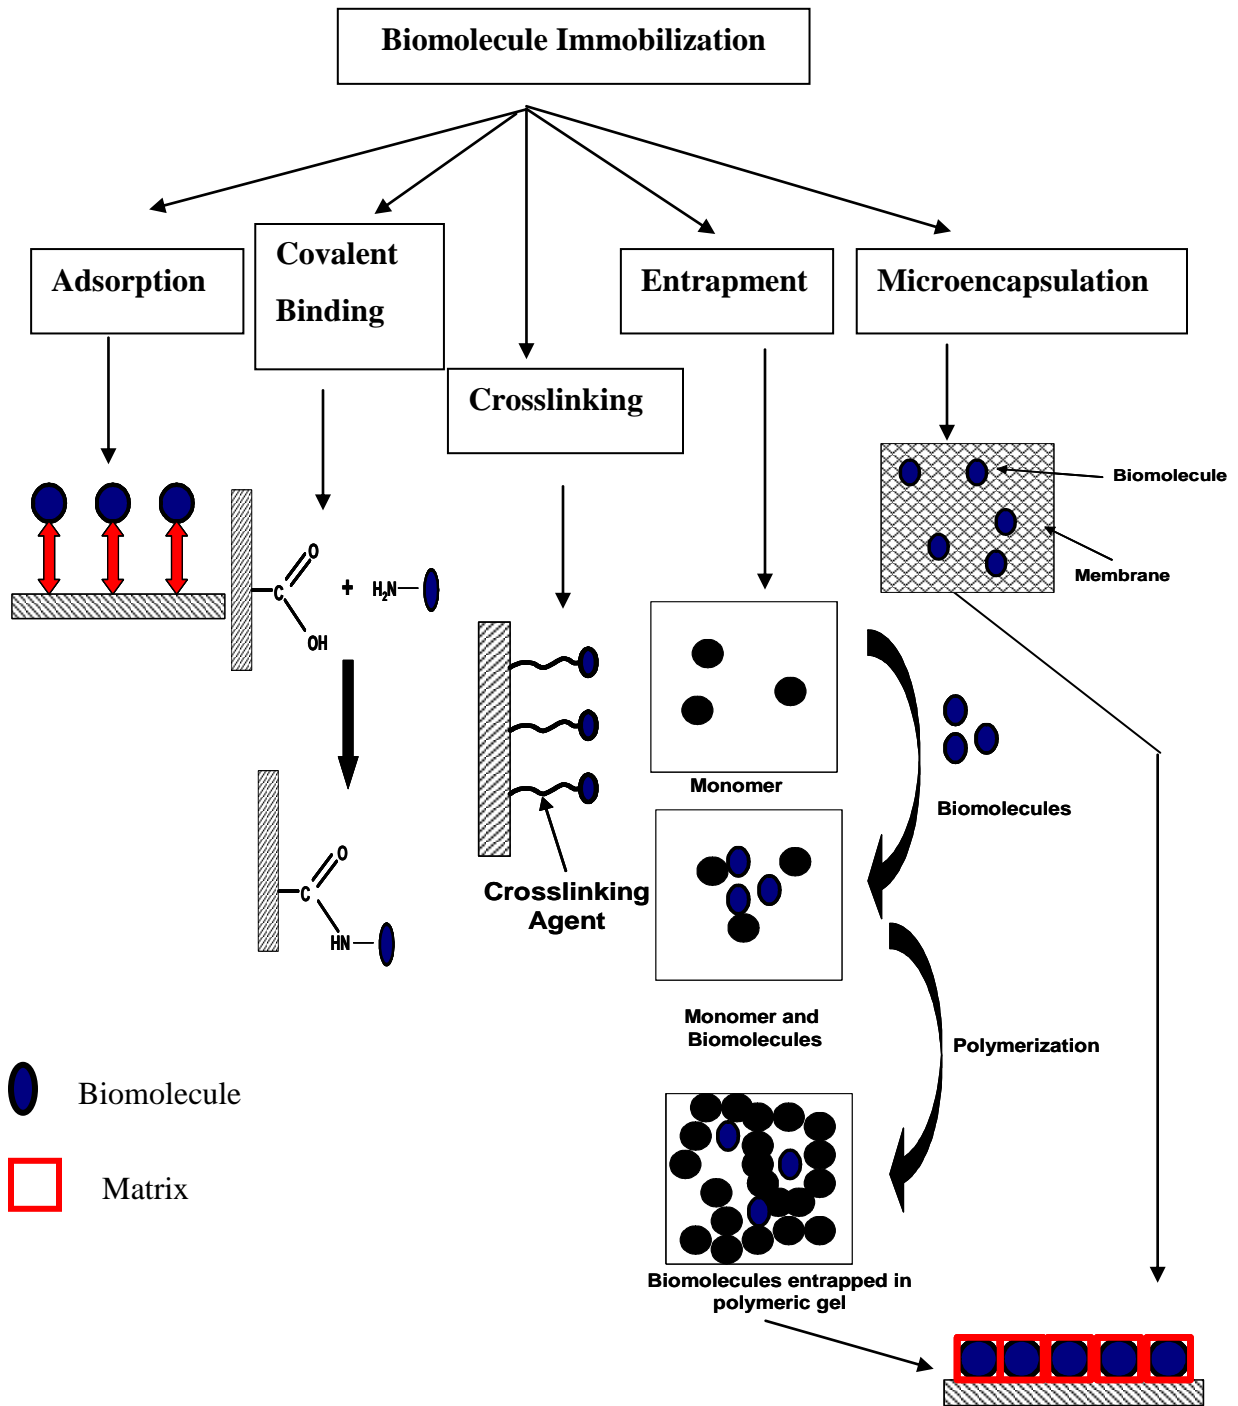 Biomolecule Immobilization
Adsorption
Covalent
Binding
Crosslinking
Entrapment
Microencapsulation
Biomolecule
Membrane
O
C
OH
+
H2N
O
C
HN
Crosslinking
Agent
Monomer
Biomolecules
Monomer and
Biomolecules
Polymerization
Biomolecules entrapped in
polymeric gel
Biomolecule
Matrix